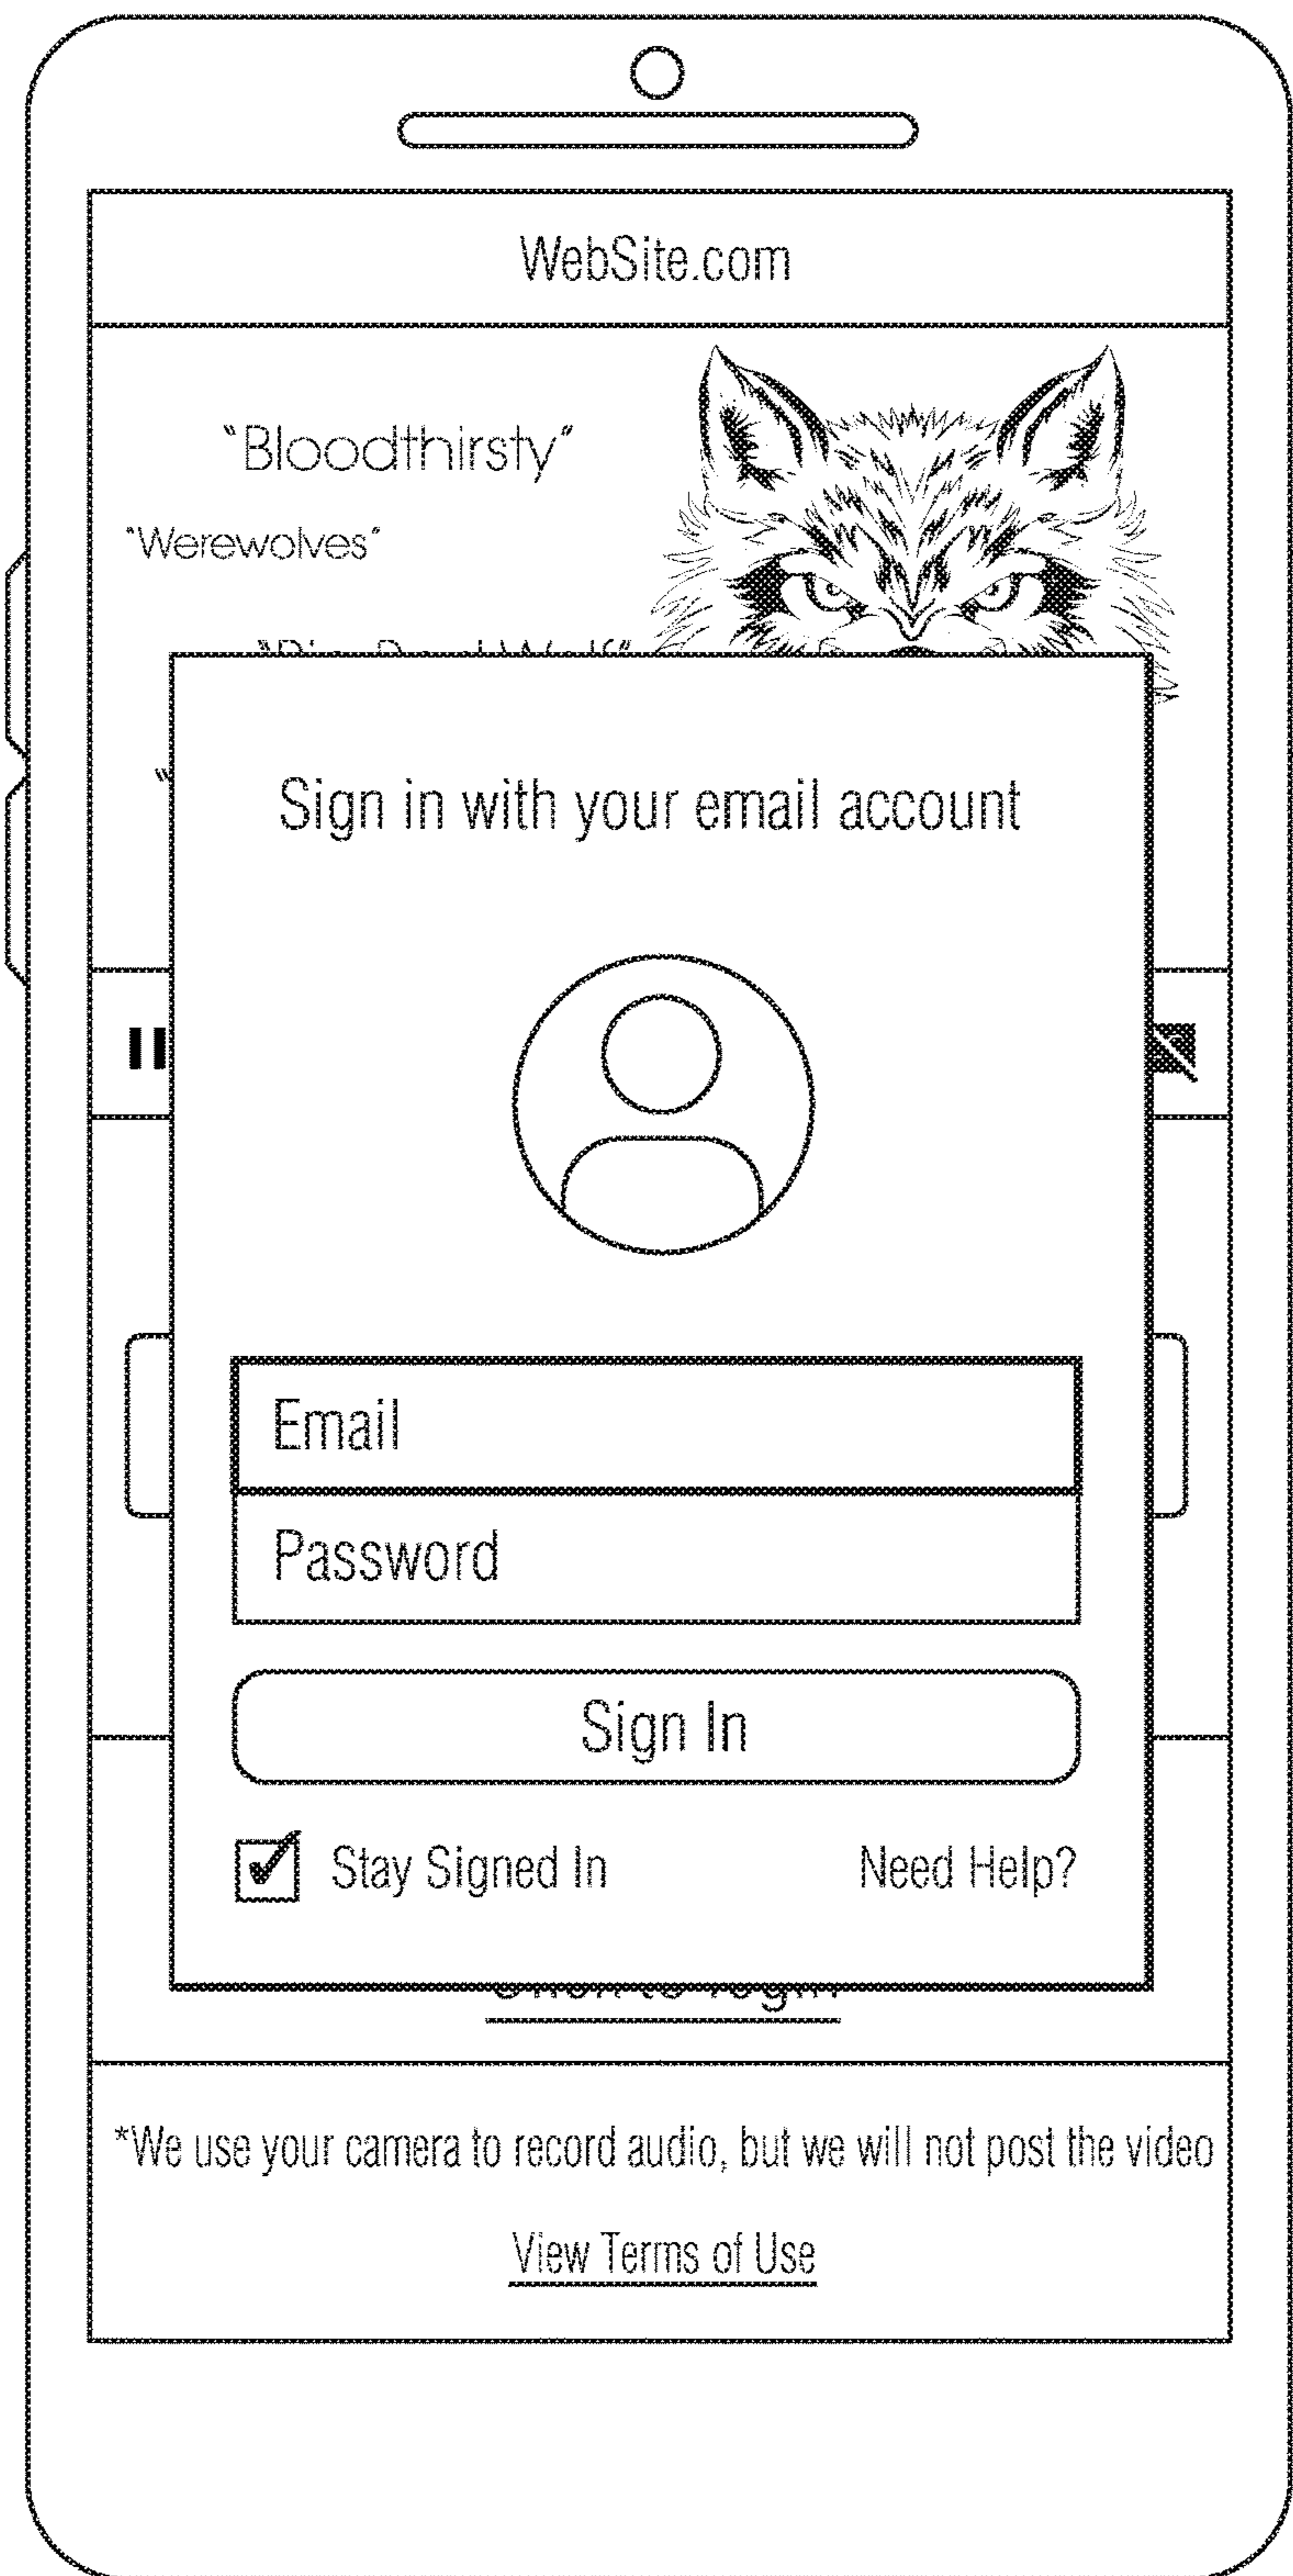 WebSite.com
"Bloodthirsty"
"Werewolves"
Sign in with your email account
Email
Password
Sign In
Stay Signed In Need Help?
*We use your camera to record audio, but we will not post the video
View Terms of Use